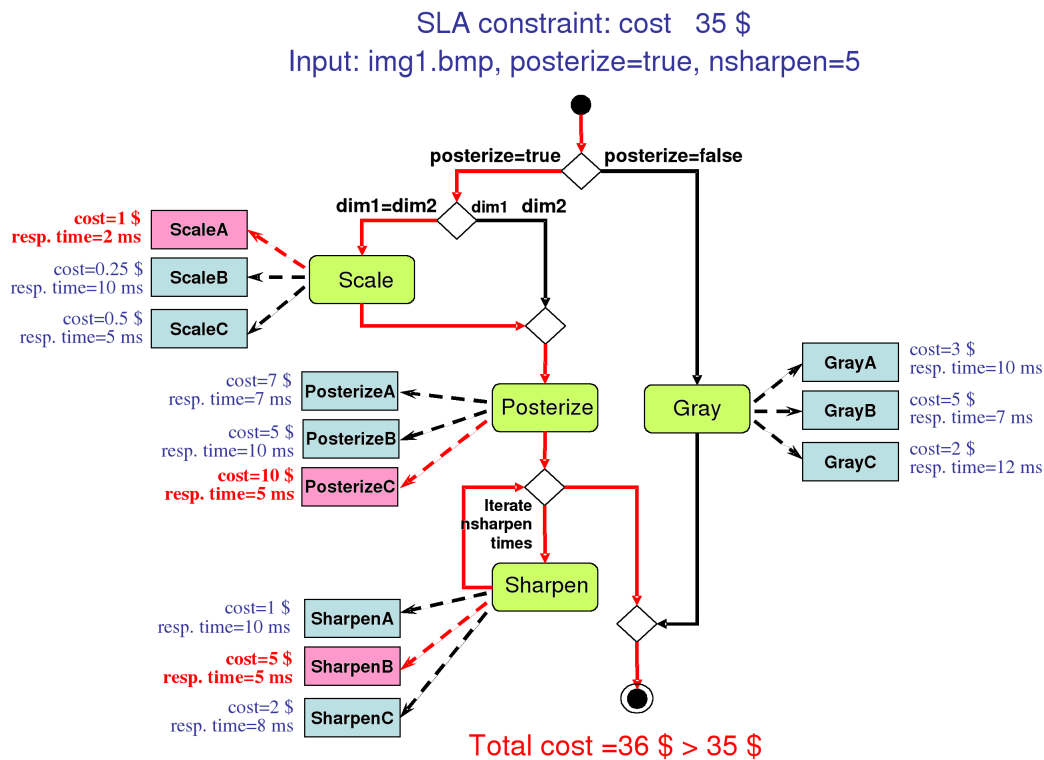 SLA constraint: cost 35 $
Input: img1.bmp, posterize=true, nsharpen=5
posterize=true
posterize=false
dim1=dim2
dim1 dim2
cost=1 $
resp. time=2 ms
ScaleA
cost=0.25 $
resp. time=10 ms
ScaleB
cost=0.5 $
resp. time=5 ms
ScaleC
Scale
cost=7 $
resp. time=7 ms
PosterizeA
cost=5 $
resp. time=10 ms
PosterizeB
cost=10 $
resp. time=5 ms
PosterizeC
Posterize
Gray
GrayA
cost=3 $
resp. time=10 ms
GrayB
cost=5 $
resp. time=7 ms
GrayC
cost=2 $
resp. time=12 ms
Iterate
nsharpen
times
Sharpen
cost=1 $
resp. time=10 ms
SharpenA
cost=5 $
resp. time=5 ms
SharpenB
cost=2 $
resp. time=8 ms
SharpenC
Total cost =36 $ > 35 $